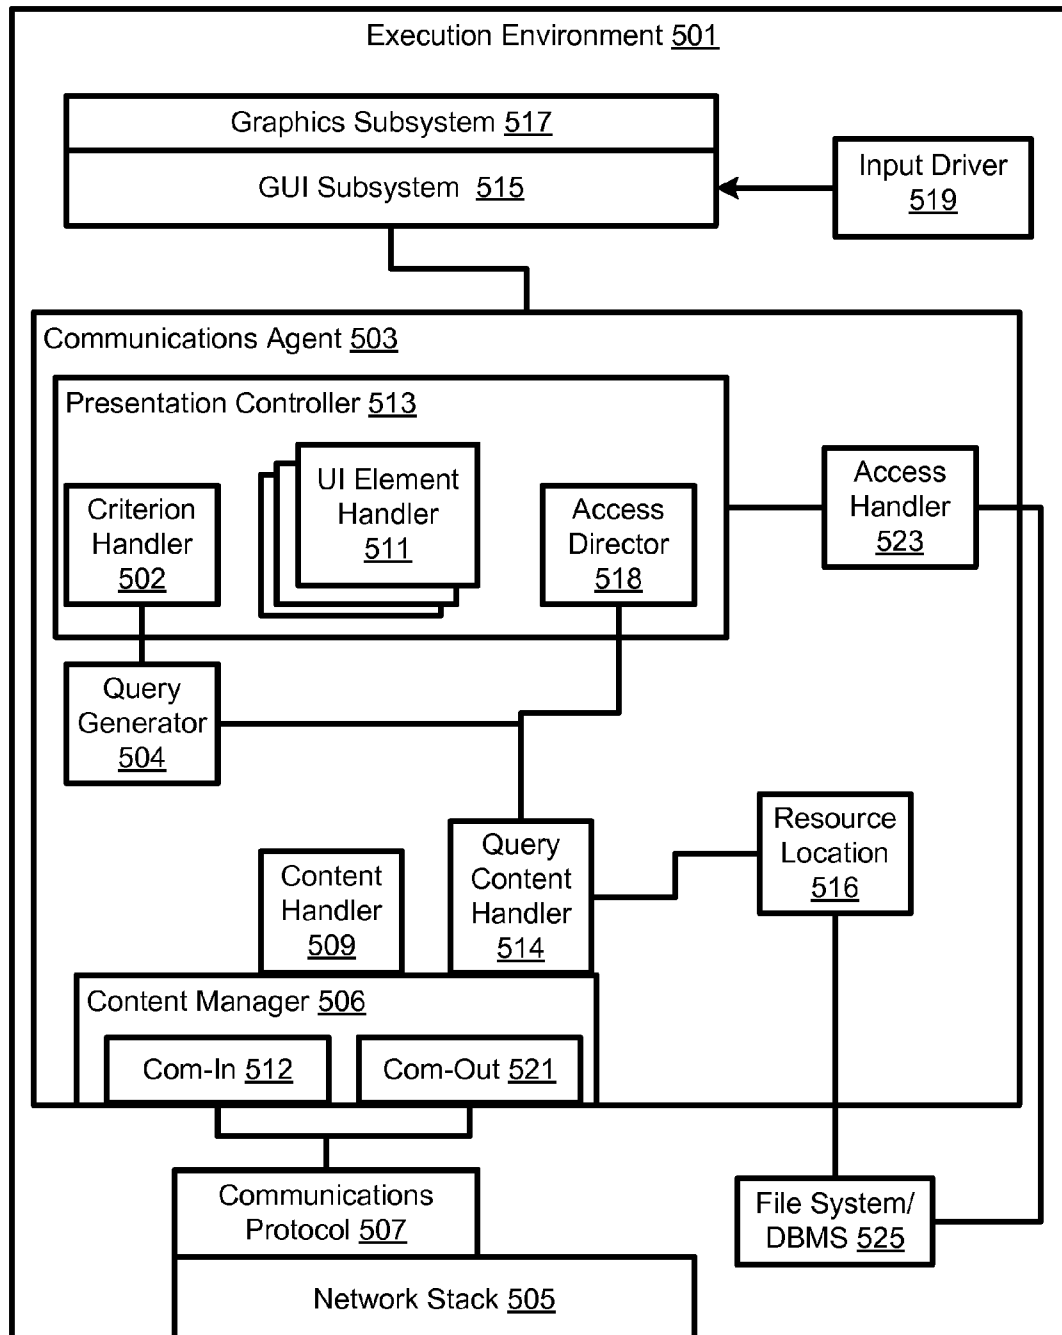 Execution Environment 501
Graphics Subsystem 517
GUI Subsystem 515
Input Driver
519
Communications Agent 503
Presentation Controller 513
Criterion
Handler
502
UI Element
Handler
511
Access
Director
518
Access
Handler
523
Query
Generator
504
Content
Handler
509
Query
Content
Handler
514
Resource
Location
516
Content Manager 506
Com-In 512
Com-Out 521
Communications
Protocol 507
File System/
DBMS 525
Network Stack 505